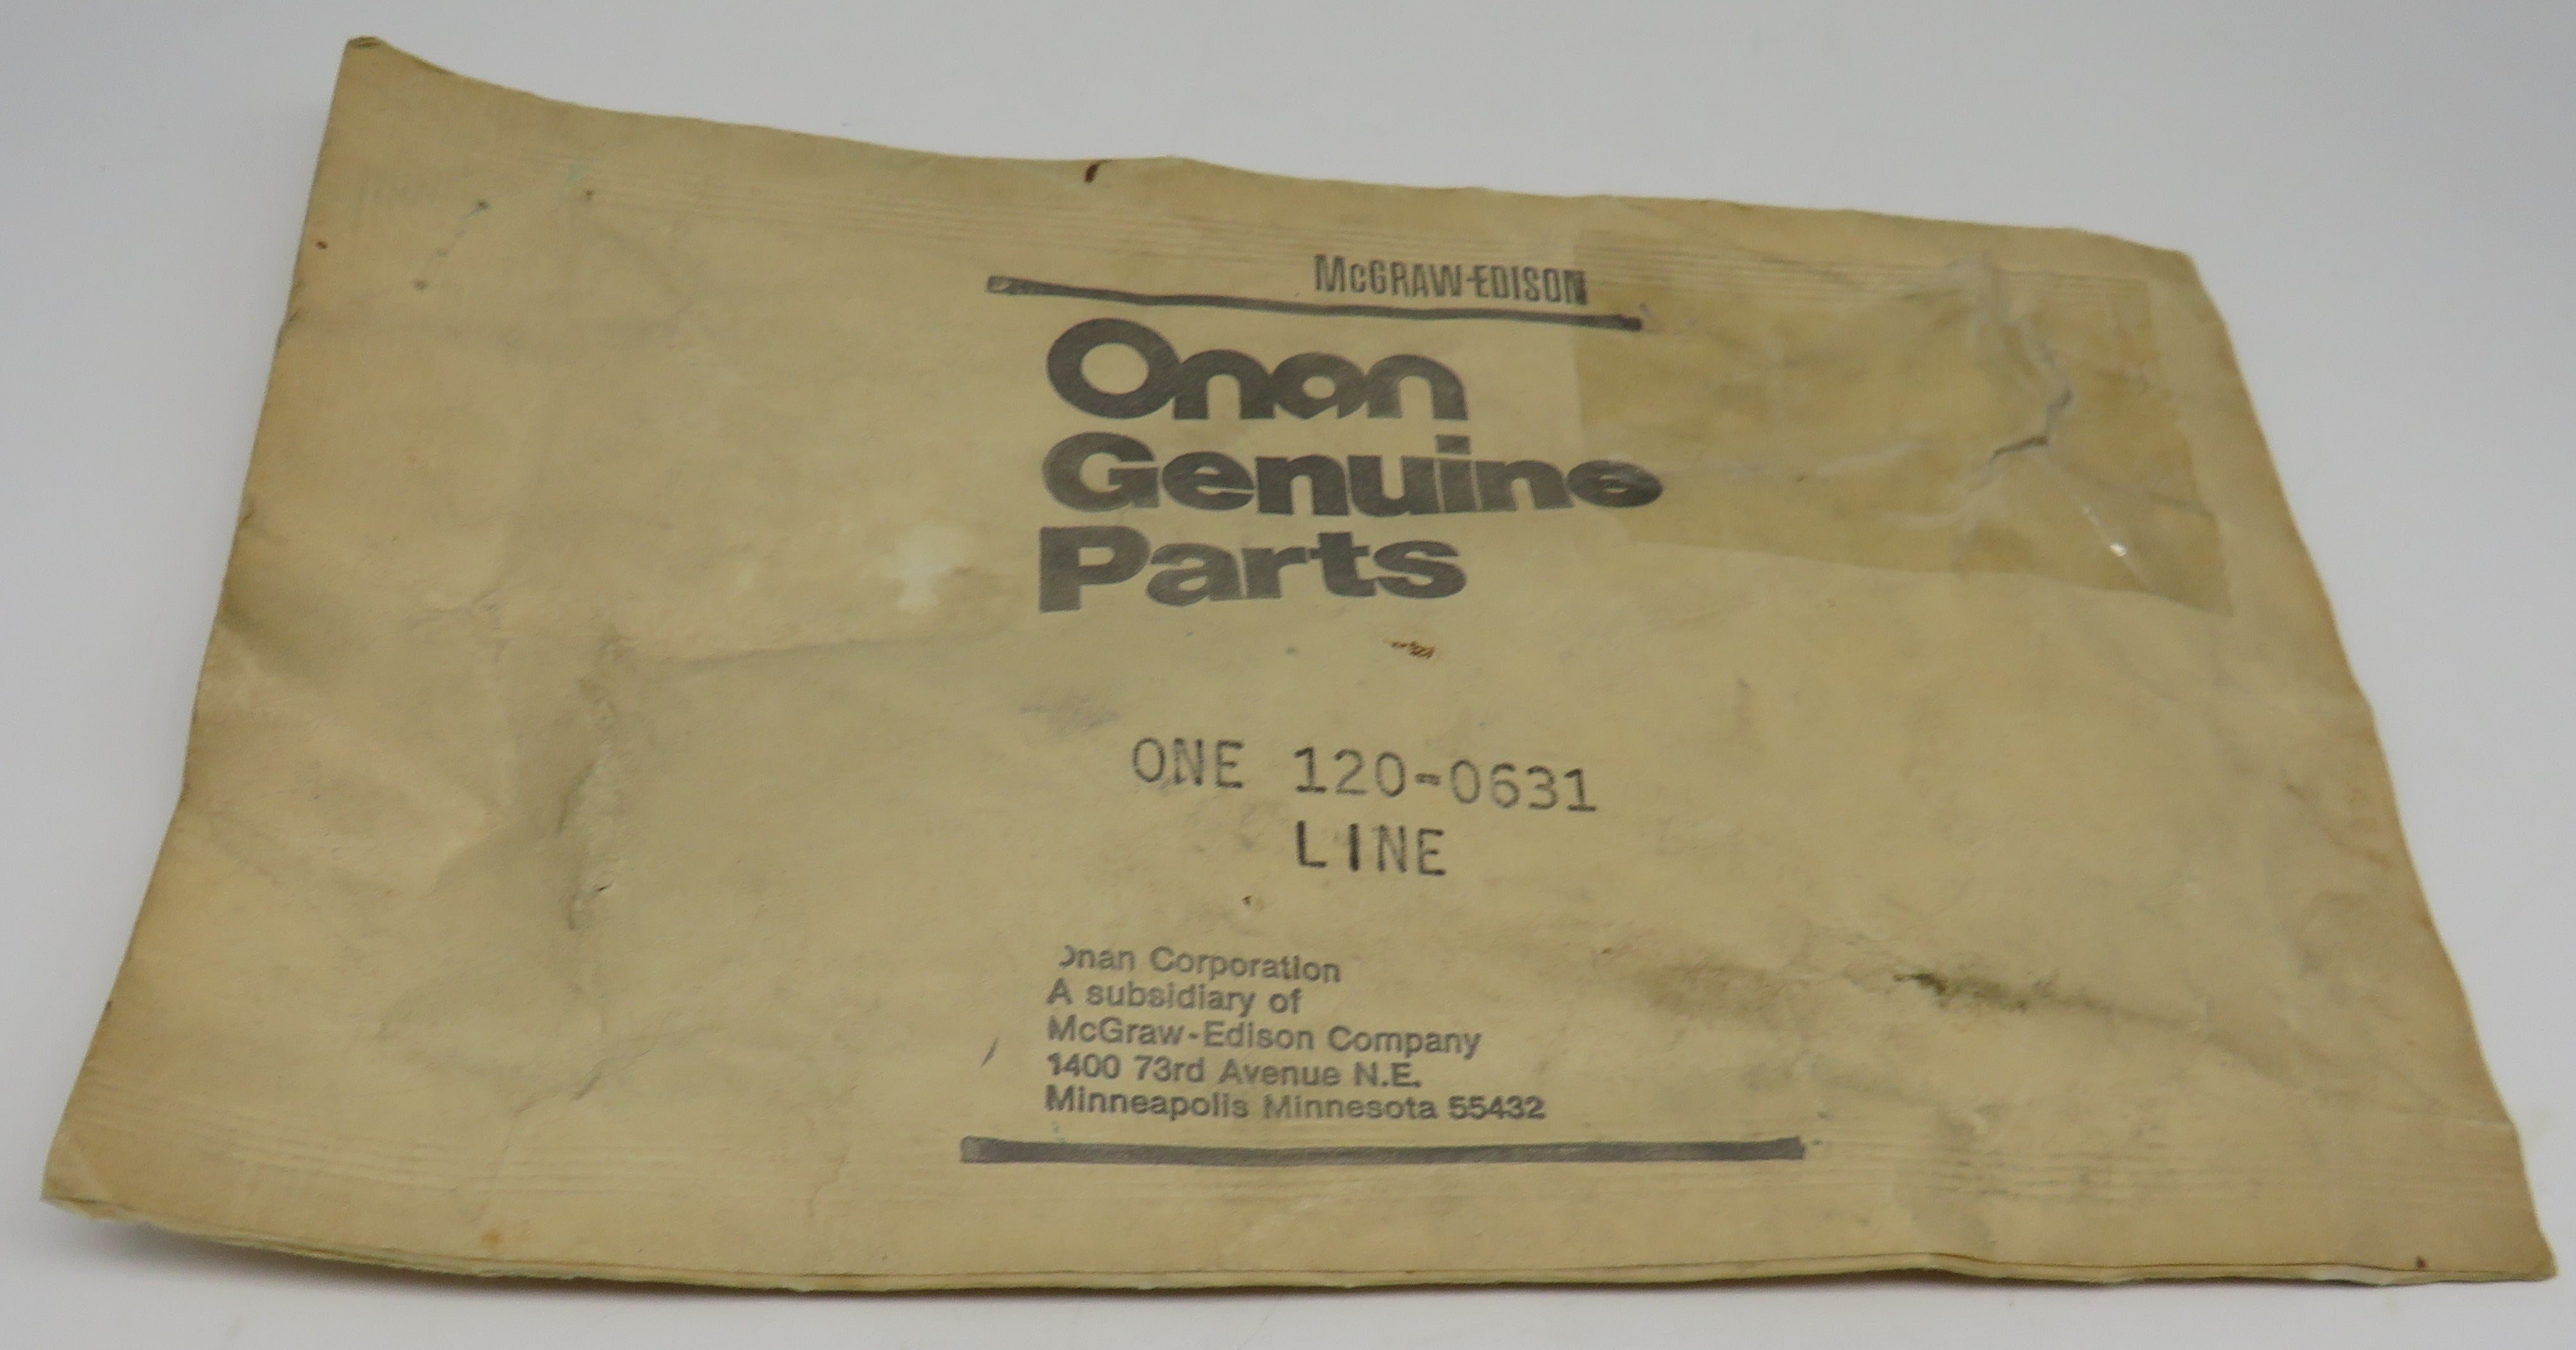 McGRAW-EDISON
Onan
Genuine
Parts
ONE 120-0631
LINE
Onan Corporation
A subsidiary of
McGraw-Edison Company
1400 73rd Avenue N.E.
Minneapolis Minnesota 55432